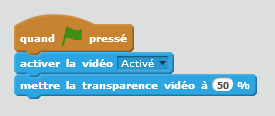 quand pressé
activer la vidéo Activé
mettre la transparence vidéo à 50 %